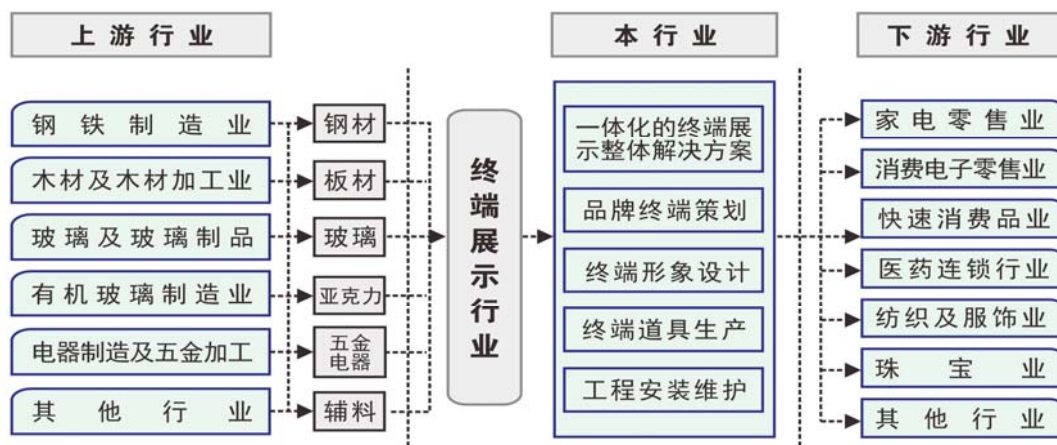 上游行业
本行业
下游行业
钢铁制造业
木材及木材加工业
玻璃及玻璃制品
有机玻璃制造业
电器制造及五金加工
其他行业
钢材
板材
玻璃
亚克力
五金
电器
辅料
终端展示行业
一体化的终端展
示整体解决方案
品牌终端策划
终端形象设计
终端道具生产
工程安装维护
家电零售业
消费电子零售业
快速消费品业
医药连锁行业
纺织及服饰业
珠宝业
其他行业